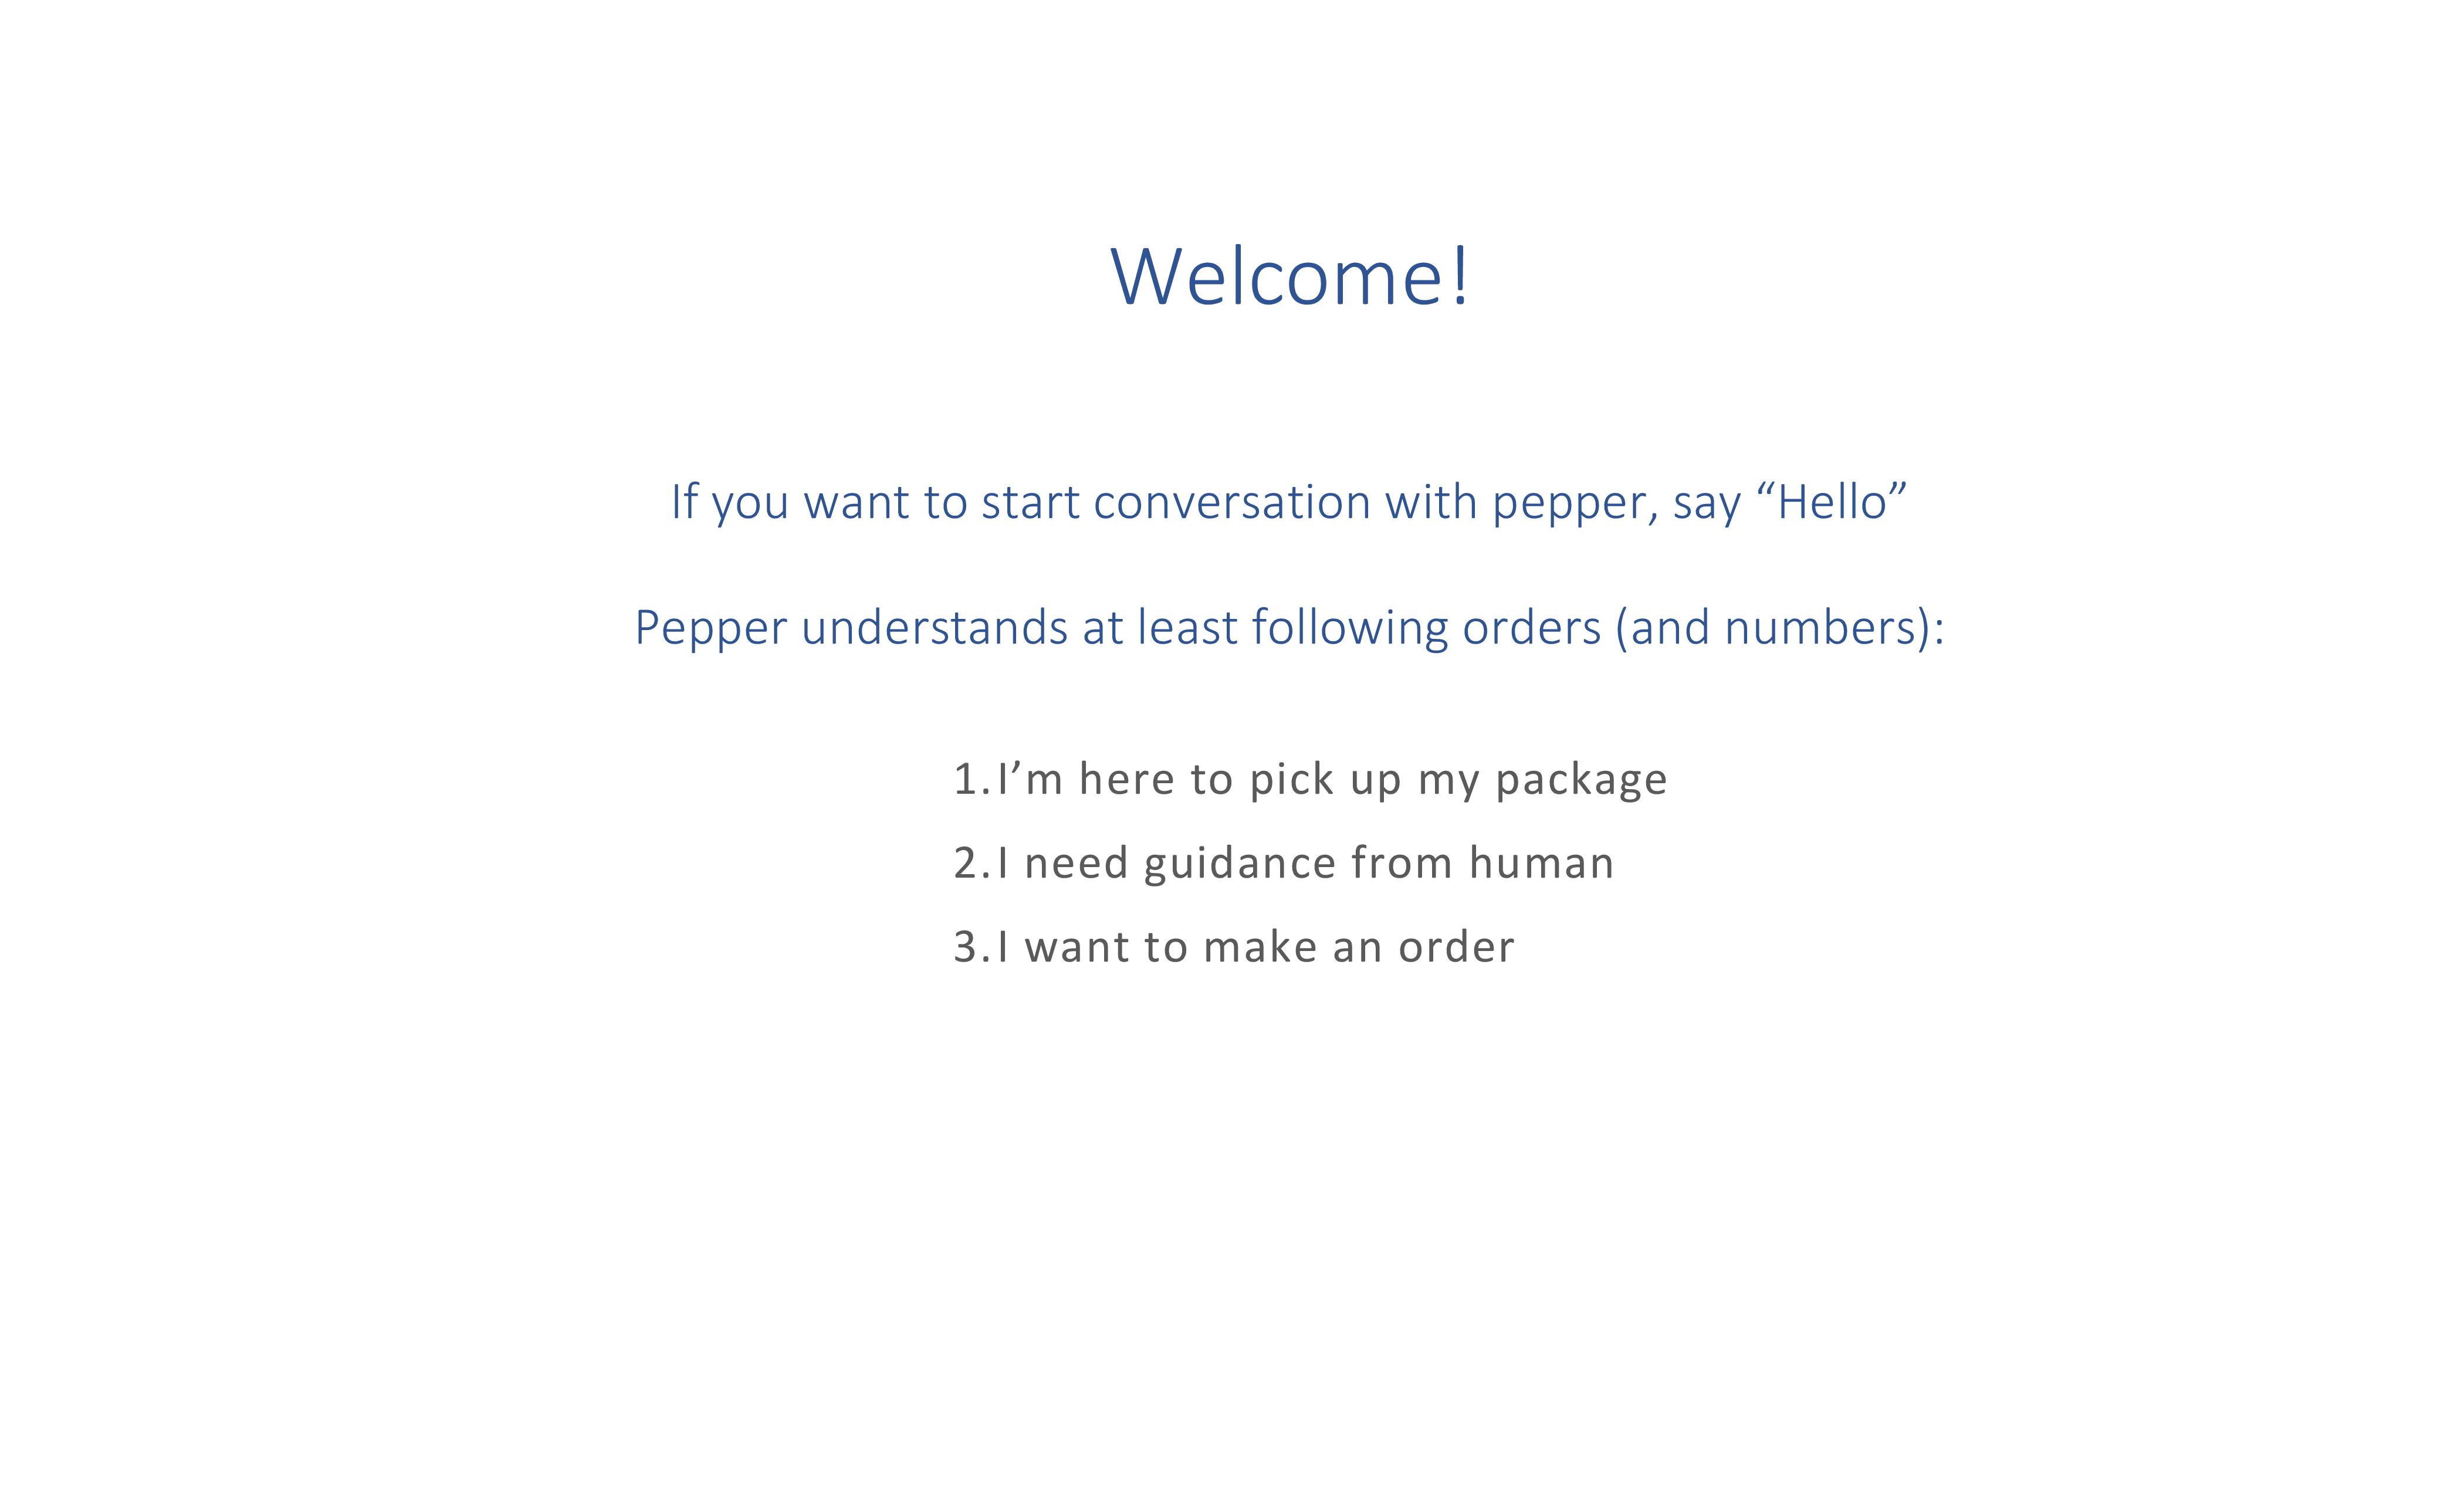 Welcome!
If you want to start conversation with pepper, say “Hello”
Pepper understands at least following orders (and numbers):
1. I’m here to pick up my package
2. I need guidance from human
3. I want to make an order